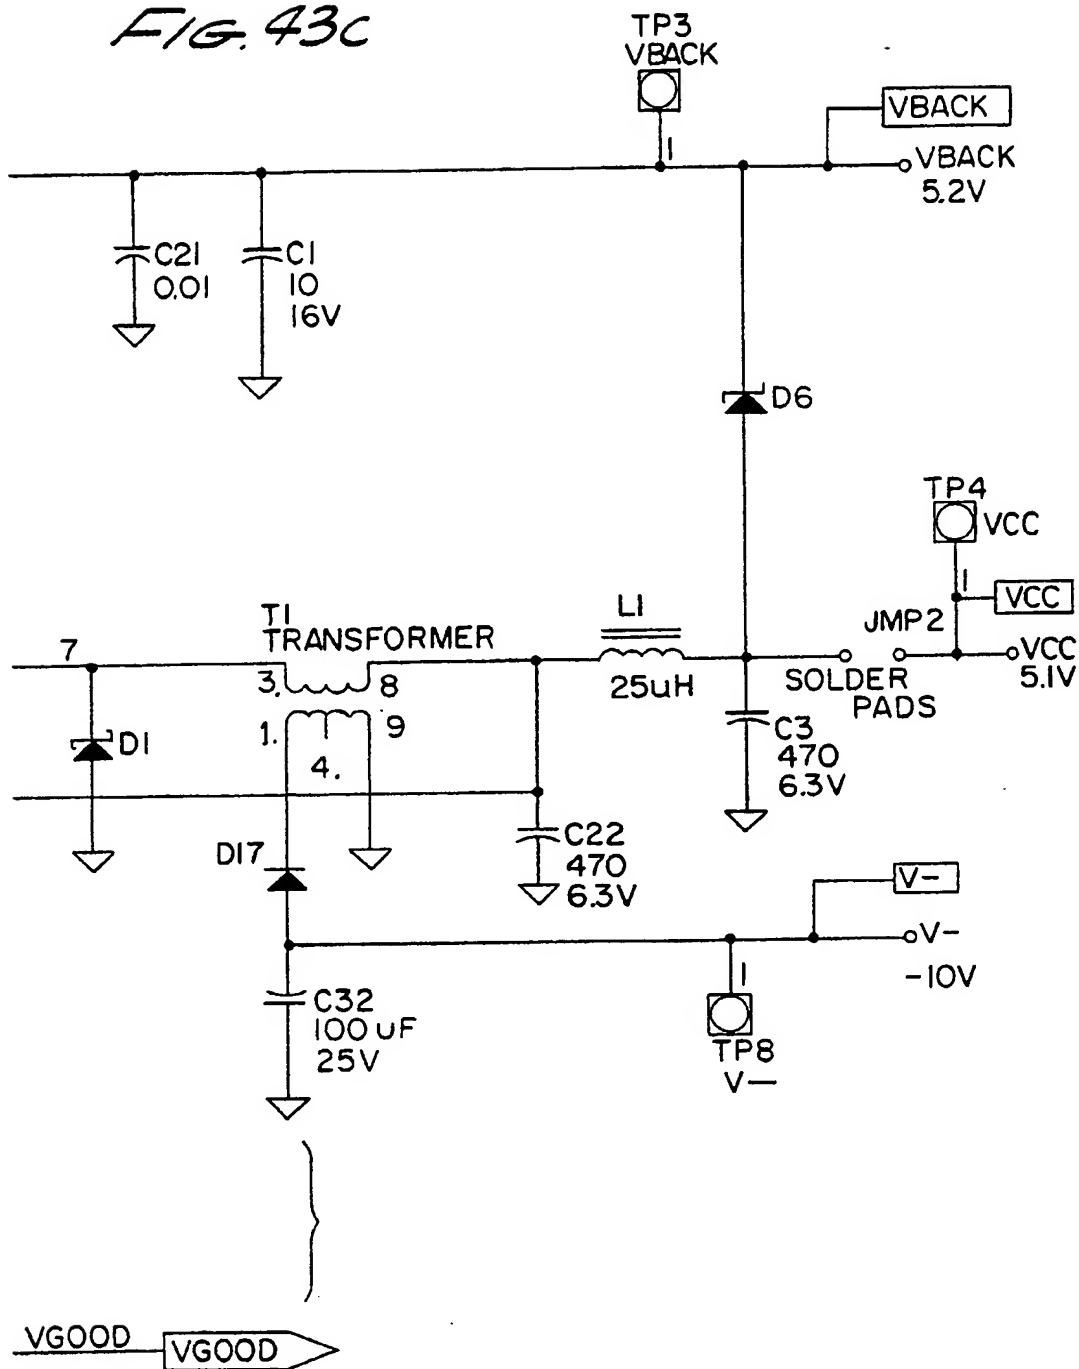 FIG. 43c
TP3
VBACK
1
VBACK
VBACK
5.2V
C21
0.01
C1
10
16V
D6
TP4
VCC
1
VCC
JMP2
VCC
5.1V
SOLDER
PADS
L1
25uH
T1
TRANSFORMER
7
3.
8
1.
9
4.
D1
C3
470
6.3V
C22
470
6.3V
D17
V-
V-
-10V
1
TP8
V-
C32
100uF
25V
VGOOD
VGOOD